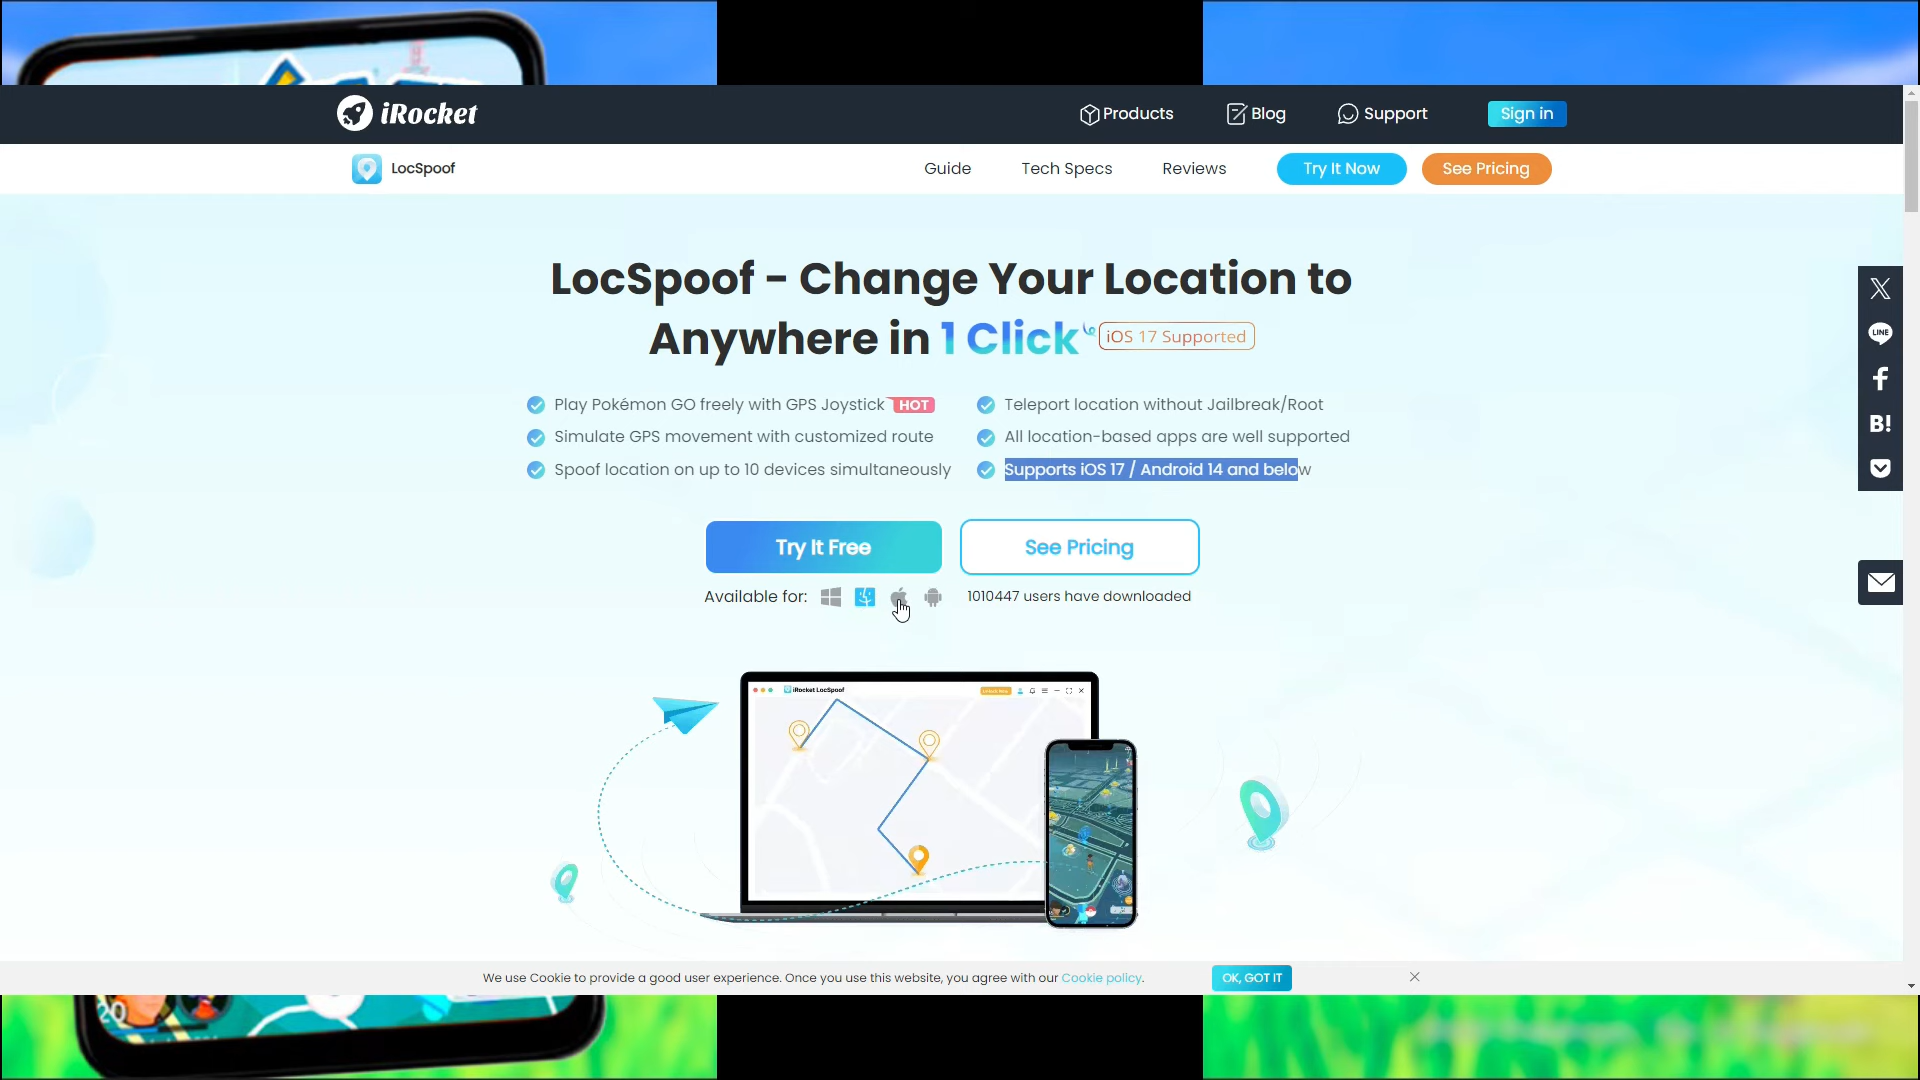 iRocket
Products
Blog
Support
Sign in
LocSpoof
Guide
Tech Specs
Reviews
Try It Now
See Pricing
LocSpoof - Change Your Location to
Anywhere in 1 Click
iOS 17 Supported
Play Pokémon GO freely with GPS Joystick HOT
Teleport location without Jailbreak/Root
Simulate GPS movement with customized route
All location-based apps are well supported
Spoof location on up to 10 devices simultaneously
Supports iOS 17 / Android 14 and below
Try It Free
See Pricing
Available for:
1010447 users have downloaded
LINE
B!
iRocket LocSpoof
We use Cookie to provide a good user experience. Once you use this website, you agree with our Cookie policy.
OK, GOT IT
20